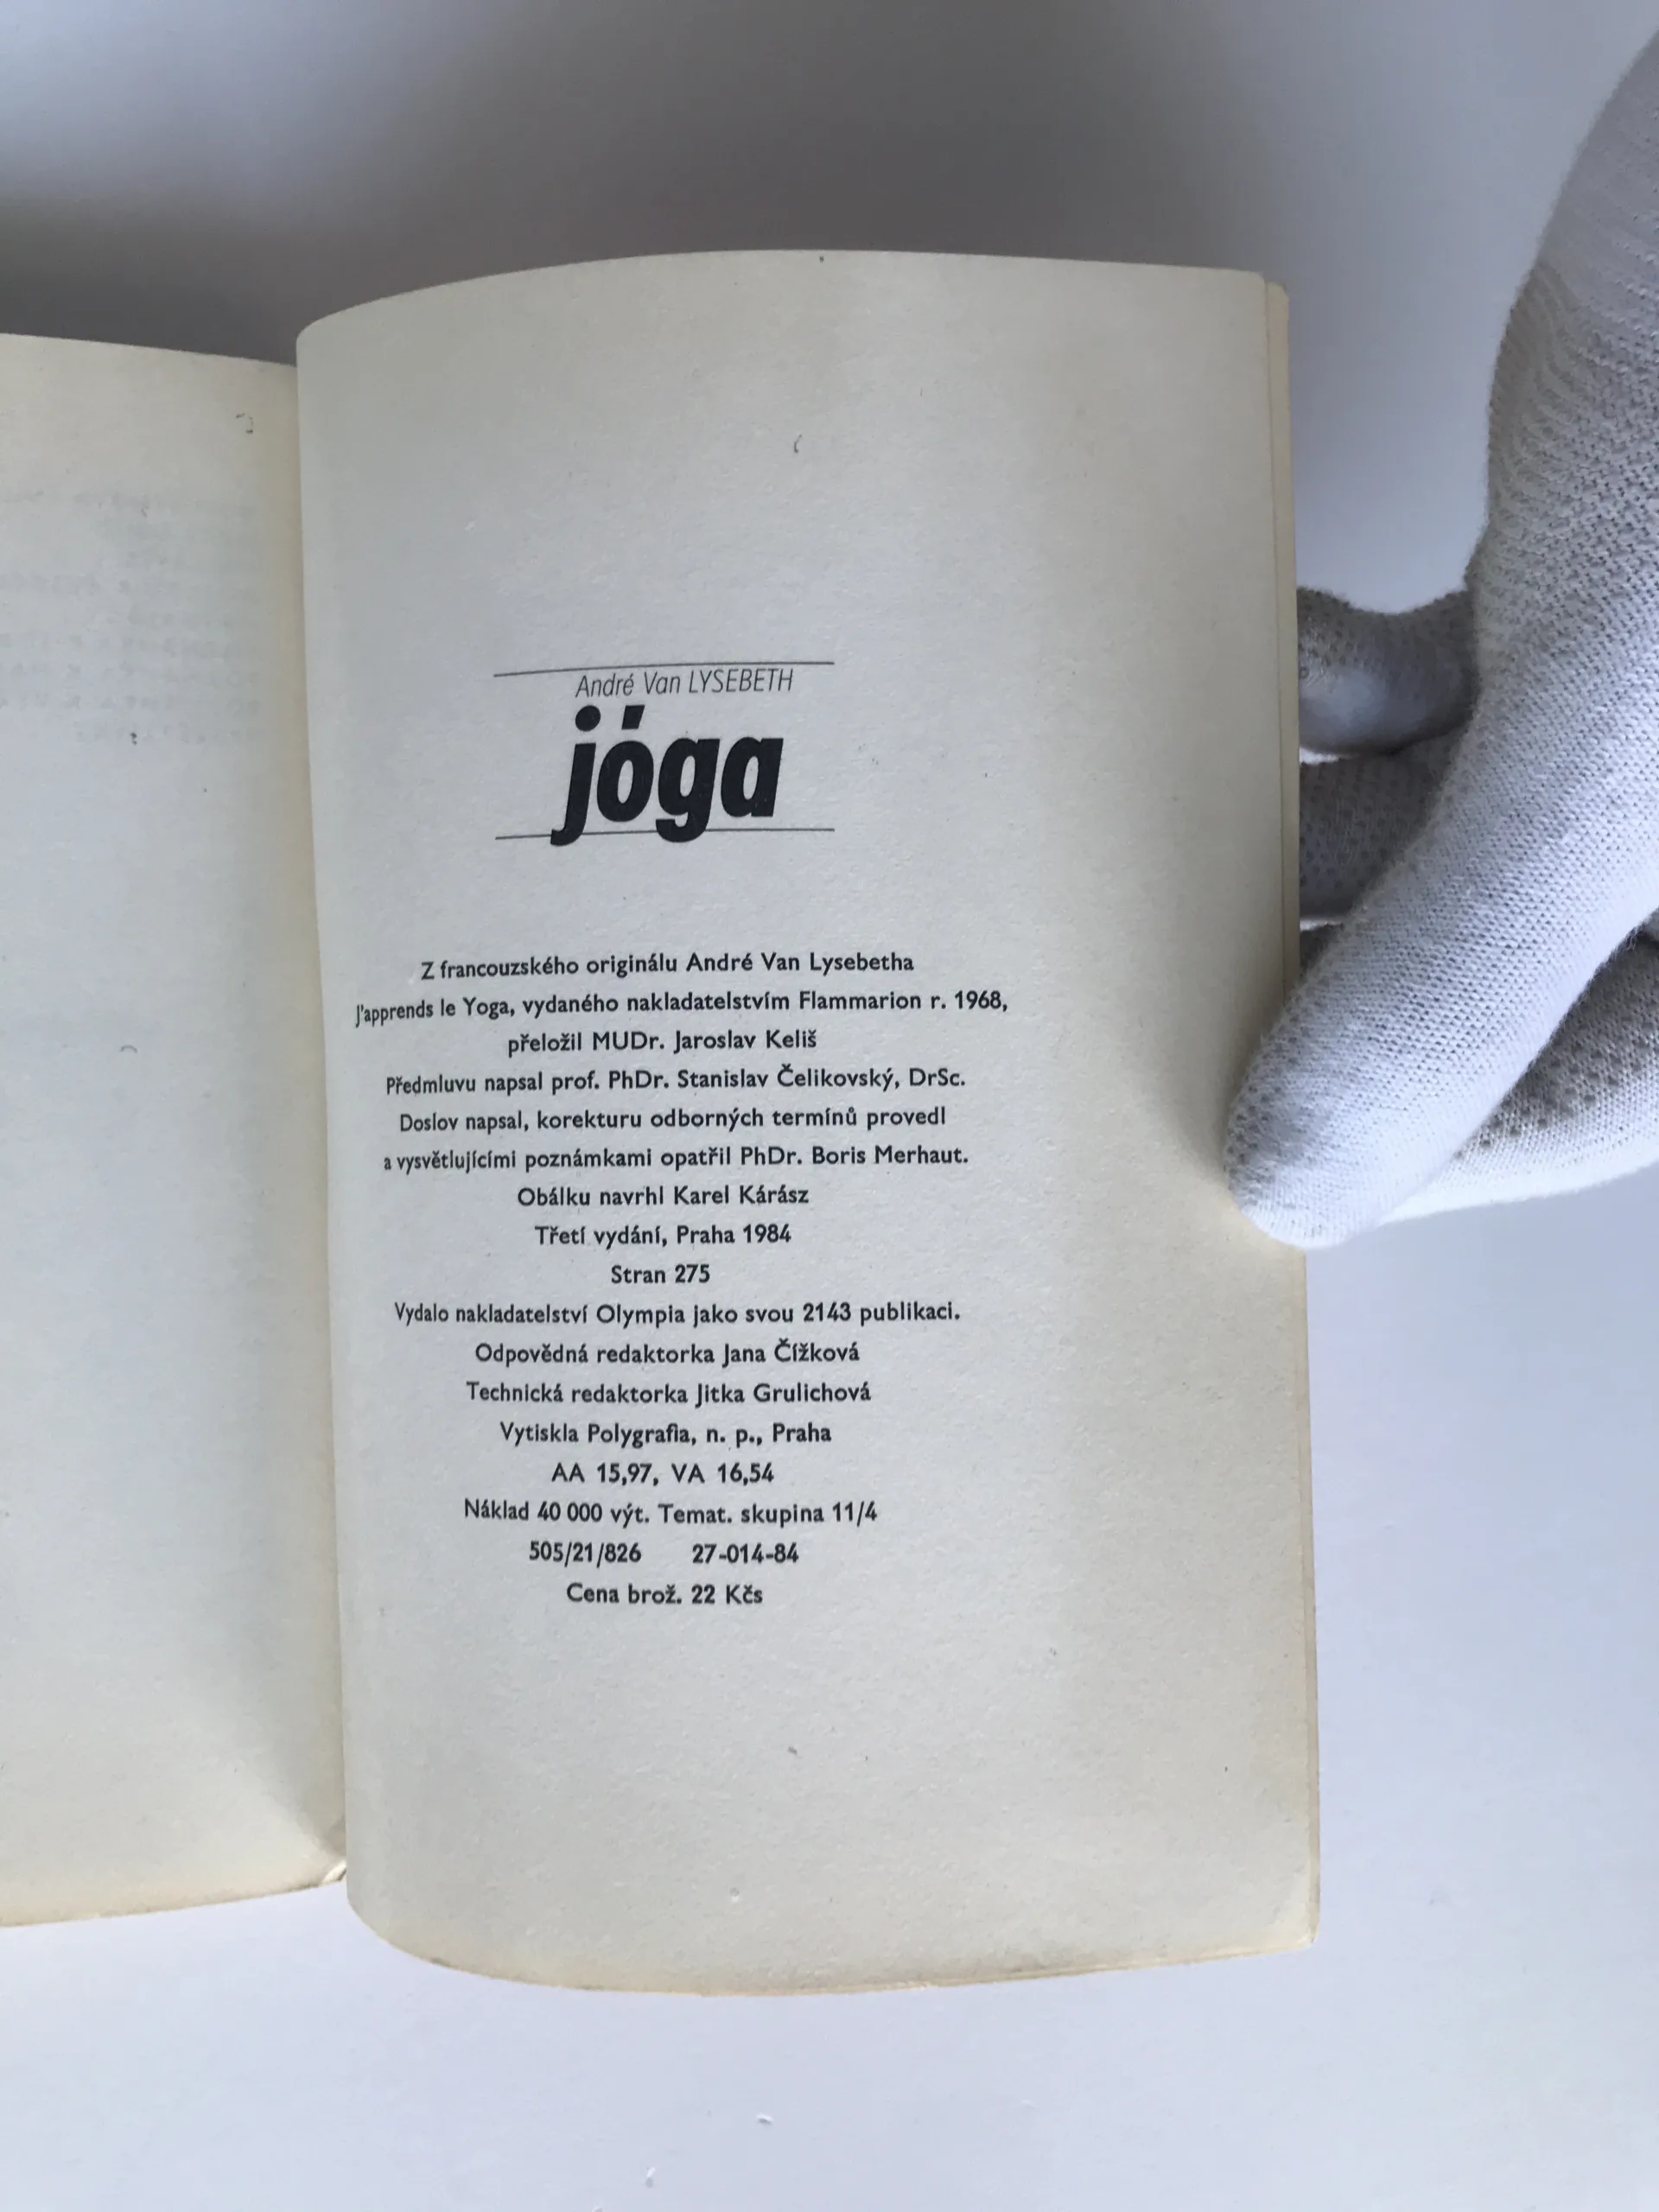 André Van LYSEBETH
jóga
Z francouzského originálu André Van Lysebetha
J'apprends le Yoga, vydaného nakladatelstvím Flammarion r. 1968,
přeložil MUDr. Jaroslav Keliš
Předmluvu napsal prof. PhDr. Stanislav Čelikovský, DrSc.
Doslov napsal, korekturu odborných termínů provedl
a vysvětlujícími poznámkami opatřil PhDr. Boris Merhaut.
Obálku navrhl Karel Kárász
Třetí vydání, Praha 1984
Stran 275
Vydalo nakladatelství Olympia jako svou 2143 publikaci.
Odpovědná redaktorka Jana Čížková
Technická redaktorka Jitka Grulichová
Vytiskla Polygrafia, n. p., Praha
AA 15,97, VA 16,54
Náklad 40 000 výt. Temat. skupina 11/4
505/21/826 27-014-84
Cena brož. 22 Kčs